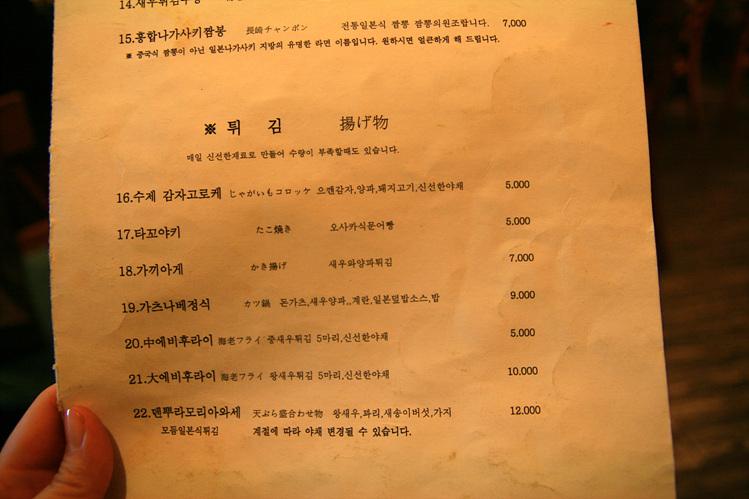 14.새우튀김우동
15.홍합나가사키짬봉 長崎チャンポン 전통일본식 짬뽕 짬뽕의원조랍니다. 7,000
※ 중국식 짬뽕이 아닌 일본나가사키 지방의 유명한 라면 이름입니다. 원하시면 얼큰하게 해 드립니다.
※ 튀 김 揚げ物
매일 신선한재료로 만들어 수량이 부족할때도 있습니다.
16.수제 감자고로케 じゃがいもコロッケ 으깬감자,양파,돼지고기,신선한야채 5.000
17.타꼬야키 たこ焼き 오사카식문어빵 5.000
18.가끼아게 かき揚げ 새우와양파튀김 7,000
19.가츠나베정식 カツ鍋 돈가츠,새우양파,,계란,일본덮밥소스,밥 9.000
20.中에비후라이 海老フライ 중새우튀김 5마리,신선한야채 5.000
21.大에비후라이 海老フライ 왕새우튀김 5마리,신선한야채 10,000
22.덴뿌라모리아와세 天ぷら盛合わせ物 왕새우,파리,새송이버섯,가지 12.000
모듬일본식튀김 계절에 따라 야채 변경될 수 있습니다.